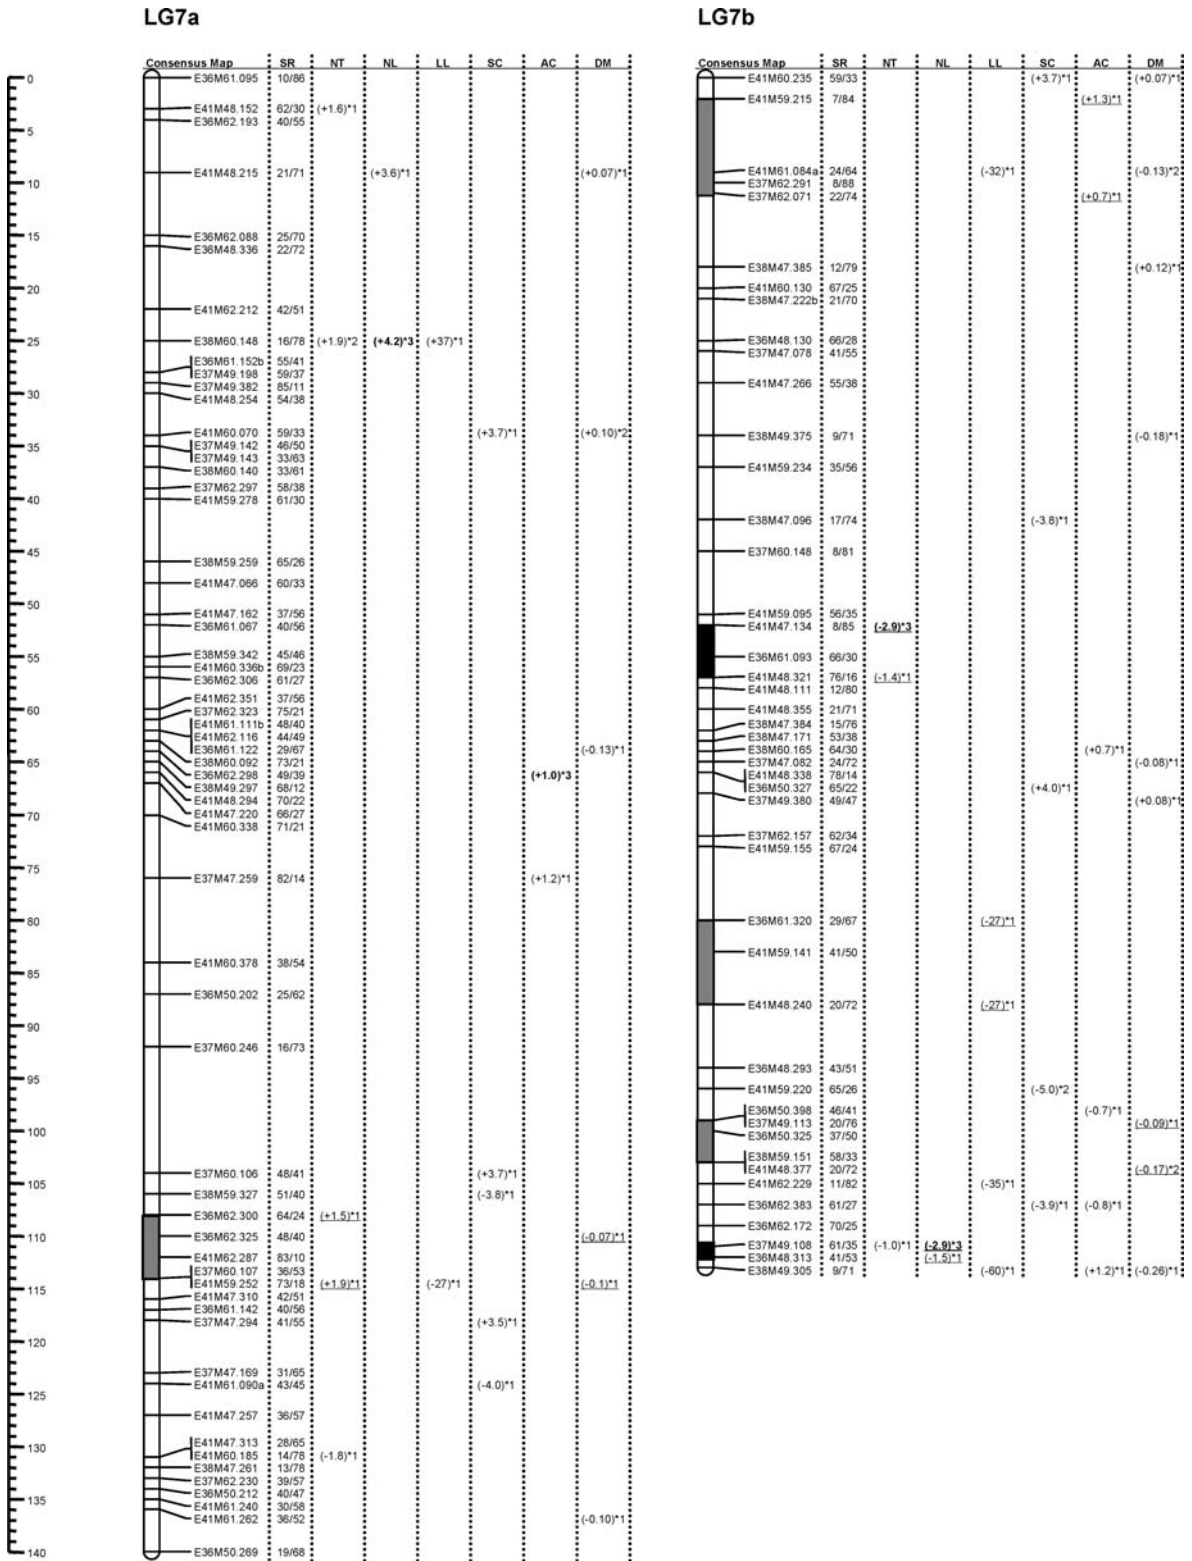 LG7a
Consensus Map SR NT NL LL SC AC DM
E36M61.095 10/86
E41M48.152 62/30 (+1.6)*1
E36M62.193 40/55
E41M48.215 21/71 (+3.6)*1 (+0.07)*1
E36M62.088 25/70
E36M48.336 22/72
E41M62.212 42/51
E38M60.148 16/78 (+1.9)*2 (+4.2)*3 (+37)*1
E36M61.152b 55/41
E37M49.198 59/37
E37M49.382 85/11
E41M48.254 54/38
E41M60.070 59/33 (+3.7)*1 (+0.10)*2
E37M49.142 46/50
E37M49.143 33/63
E38M60.140 33/61
E37M62.297 58/38
E41M59.278 61/30
E38M59.259 65/26
E41M47.066 60/33
E41M47.162 37/56
E36M61.067 40/56
E38M59.342 45/46
E41M60.336b 69/23
E36M62.306 61/27
E41M62.351 37/56
E37M62.323 75/21
E41M61.111b 48/40
E41M62.116 44/49
E36M61.122 29/67 (-0.13)*1
E38M60.092 73/21
E36M62.298 49/39 (+1.0)*3
E38M49.297 68/12
E41M48.294 70/22
E41M47.220 66/27
E41M60.338 71/21
E37M47.259 82/14 (+1.2)*1
E41M60.378 38/54
E36M50.202 25/62
E37M60.246 16/73
E37M60.106 48/41 (+3.7)*1
E38M59.327 51/40 (-3.8)*1
E36M62.300 64/24 (+1.5)*1
E36M62.325 48/40 (-0.07)*1
E41M62.287 83/10
E37M60.107 36/53
E41M59.252 73/18 (+1.9)*1 (-27)*1 (-0.1)*1
E41M47.310 42/51
E36M61.142 40/56
E37M47.294 41/55 (+3.5)*1
E37M47.169 31/65
E41M61.090a 43/45 (-4.0)*1
E41M47.257 36/57
E41M47.313 28/65
E41M60.185 14/78 (-1.8)*1
E38M47.261 13/78
E37M62.230 39/57
E36M50.212 40/47
E41M61.240 30/58
E41M61.262 36/52 (-0.10)*1
E36M50.269 19/68
0
5
10
15
20
25
30
35
40
45
50
55
60
65
70
75
80
85
90
95
100
105
110
115
120
125
130
135
140
LG7b
Consensus Map SR NT NL LL SC AC DM
E41M60.235 59/33 (+3.7)*1 (+0.07)*1
E41M59.215 7/84 (+1.3)*1
E41M61.084a 24/64 (-32)*1 (-0.13)*2
E37M62.291 8/88
E37M62.071 22/74 (+0.7)*1
E38M47.385 12/79 (+0.12)*1
E41M60.130 67/25
E38M47.222b 21/70
E36M48.130 66/28
E37M47.078 41/55
E41M47.266 55/38
E38M49.375 9/71 (-0.18)*1
E41M59.234 35/56
E38M47.096 17/74 (-3.8)*1
E37M60.148 8/81
E41M59.095 56/35
E41M47.134 8/85 (-2.9)*3
E36M61.093 66/30
E41M48.321 76/16 (-1.4)*1
E41M48.111 12/80
E41M48.355 21/71
E38M47.384 15/76
E38M47.171 53/38
E38M60.165 64/30 (+0.7)*1
E37M47.082 24/72 (-0.08)*1
E41M48.338 78/14
E36M50.327 65/22 (+4.0)*1
E37M49.380 49/47 (+0.08)*1
E37M62.157 62/34
E41M59.155 67/24
E36M61.320 29/67 (-27)*1
E41M59.141 41/50
E41M48.240 20/72 (-27)*1
E36M48.293 43/51
E41M59.220 65/26 (-5.0)*2
E36M50.398 46/41 (-0.7)*1
E37M49.113 20/76 (-0.09)*1
E36M50.325 37/50
E38M59.151 58/33
E41M48.377 20/72 (-0.17)*2
E41M62.229 11/82 (-35)*1
E36M62.383 61/27 (-3.9)*1 (-0.8)*1
E36M62.172 70/25
E37M49.108 61/35 (-1.0)*1 (-2.9)*3
E36M48.313 41/53 (-1.5)*1
E38M49.305 9/71 (-60)*1 (+1.2)*1 (-0.26)*1